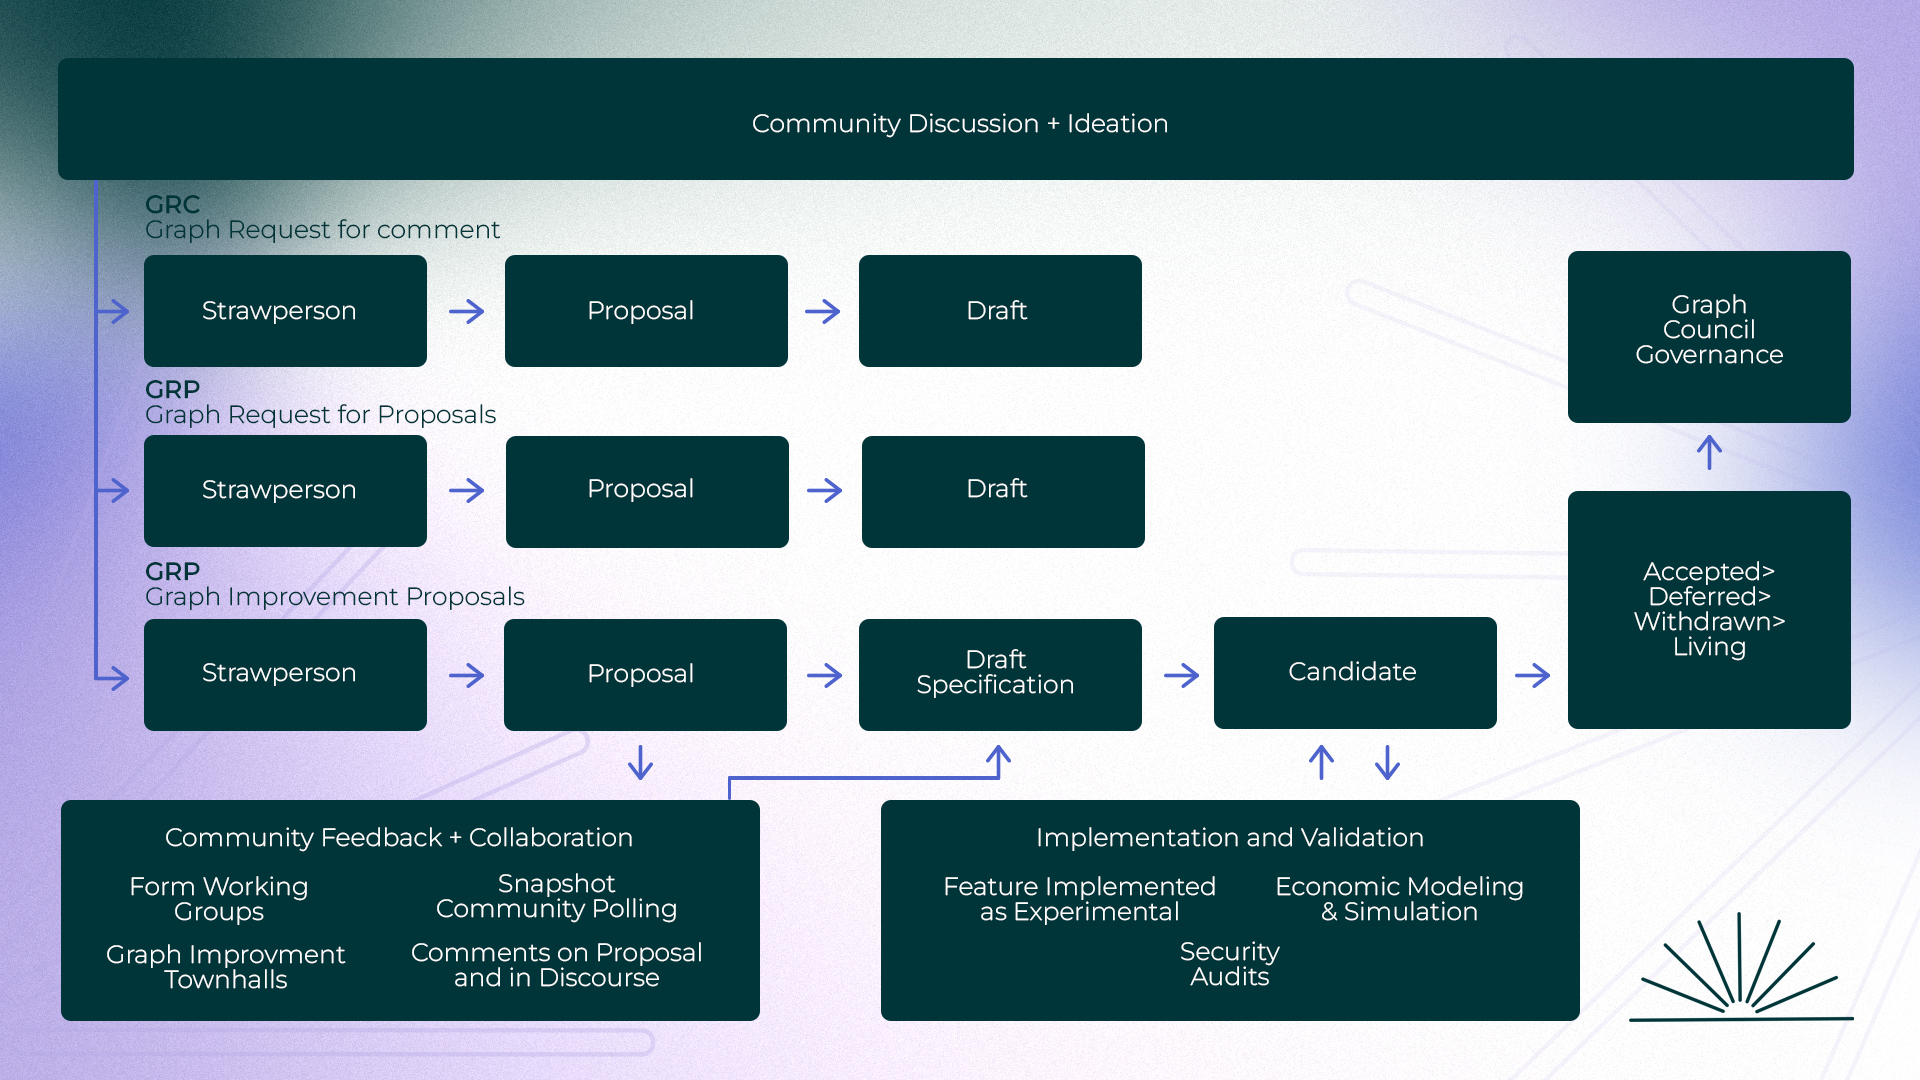 Community Discussion + Ideation
GRC
Graph Request for comment
Strawperson
Proposal
Draft
Graph
Council
Governance
GRP
Graph Request for Proposals
Strawperson
Proposal
Draft
GRP
Graph Improvement Proposals
Strawperson
Proposal
Draft
Specification
Candidate
Accepted>
Deferred>
Withdrawn>
Living
Community Feedback + Collaboration
Form Working
Groups
Snapshot
Community Polling
Graph Improvment
Townhalls
Comments on Proposal
and in Discourse
Implementation and Validation
Feature Implemented
as Experimental
Economic Modeling
& Simulation
Security
Audits